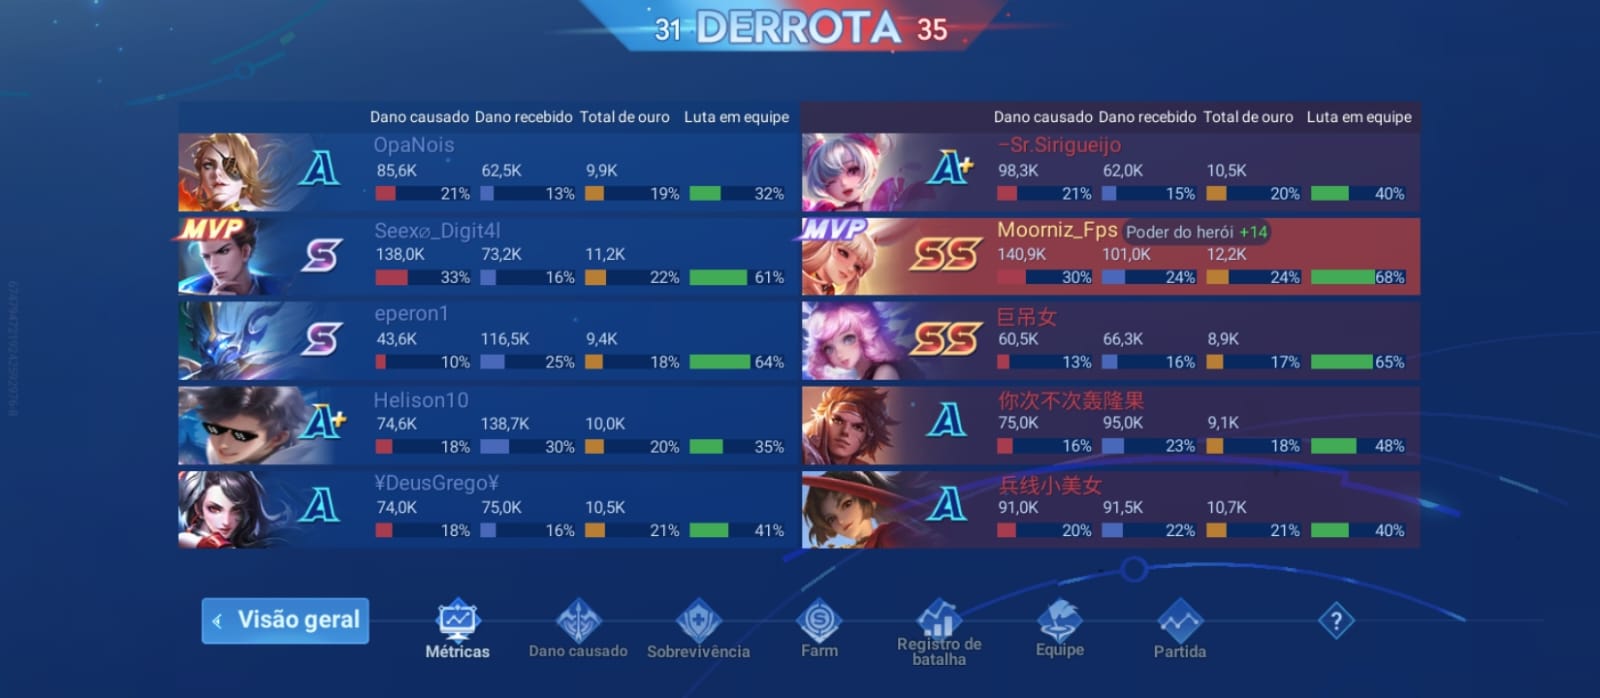 31 DERROTA 35
Dano causado Dano recebido Total de ouro Luta em equipe
Dano causado Dano recebido Total de ouro Luta em equipe
OpaNois
A
85,6K 62,5K 9,9K
21% 13% 19% 32%
–Sr.Sirigueijo
A+
98,3K 62,0K 10,5K
21% 15% 20% 40%
MVP
Seexø_Digit4l
S
138,0K 73,2K 11,2K
33% 16% 22% 61%
MVP
Moorniz_Fps Poder do herói +14
SS
140,9K 101,0K 12,2K
30% 24% 24% 68%
eperon1
S
43,6K 116,5K 9,4K
10% 25% 18% 64%
巨吊女
SS
60,5K 66,3K 8,9K
13% 16% 17% 65%
Helison10
A+
74,6K 138,7K 10,0K
18% 30% 20% 35%
你次不次轰隆果
A
75,0K 95,0K 9,1K
16% 23% 18% 48%
¥DeusGrego¥
A
74,0K 75,0K 10,5K
18% 16% 21% 41%
兵线小美女
A
91,0K 91,5K 10,7K
20% 22% 21% 40%
Visão geral
Métricas
Dano causado
Sobrevivência
Farm
Registro de
batalha
Equipe
Partida
?